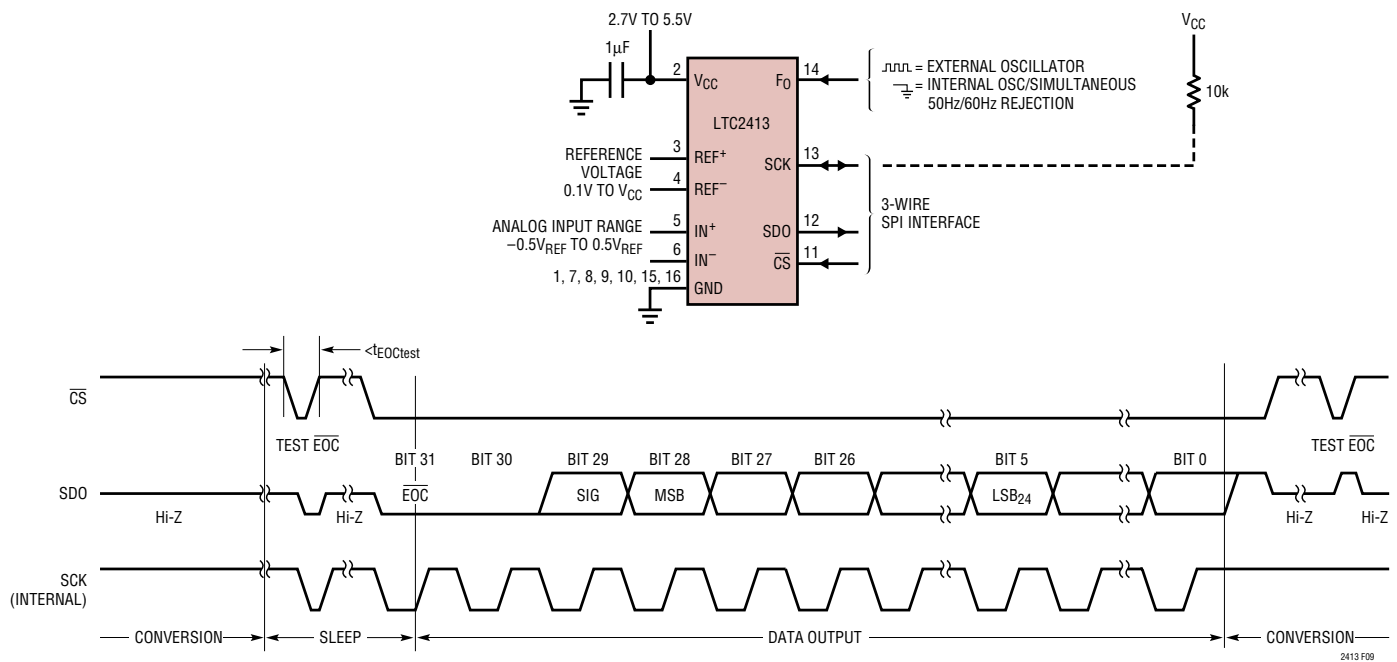 2.7V TO 5.5V
1µF
VCC
2
VCC
FO
14
= EXTERNAL OSCILLATOR
= INTERNAL OSC/SIMULTANEOUS
50Hz/60Hz REJECTION
10k
LTC2413
REFERENCE
VOLTAGE
0.1V TO VCC
3
REF+
4
REF−
SCK
13
3-WIRE
SPI INTERFACE
ANALOG INPUT RANGE
−0.5VREF TO 0.5VREF
5
IN+
6
IN−
SDO
12
CS
11
1, 7, 8, 9, 10, 15, 16
GND
<tEOCtest
CS
TEST EOC
TEST EOC
BIT 31
BIT 30
BIT 29
BIT 28
BIT 27
BIT 26
BIT 5
BIT 0
SDO
EOC
SIG
MSB
LSB24
Hi-Z
Hi-Z
Hi-Z
Hi-Z
SCK
(INTERNAL)
CONVERSION
SLEEP
DATA OUTPUT
CONVERSION
2413 F09